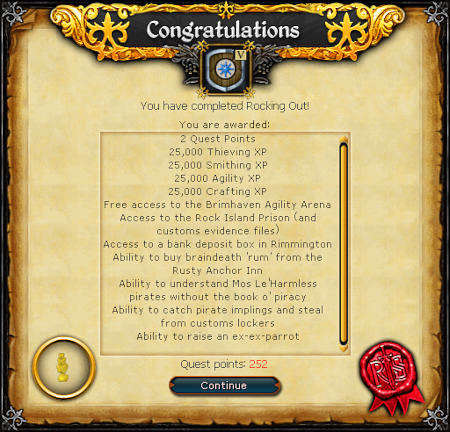 Congratulations
V
You have completed Rocking Out!
You are awarded:
2 Quest Points
25,000 Thieving XP
25,000 Smithing XP
25,000 Agility XP
25,000 Crafting XP
Free access to the Brimhaven Agility Arena
Access to the Rock Island Prison (and
customs evidence files)
Access to a bank deposit box in Rimmington
Ability to buy braindeath 'rum' from the
Rusty Anchor Inn
Ability to understand Mos Le'Harmless
pirates without the book o' piracy
Ability to catch pirate implings and steal
from customs lockers
Ability to raise an ex-ex-parrot
Quest points: 252
Continue